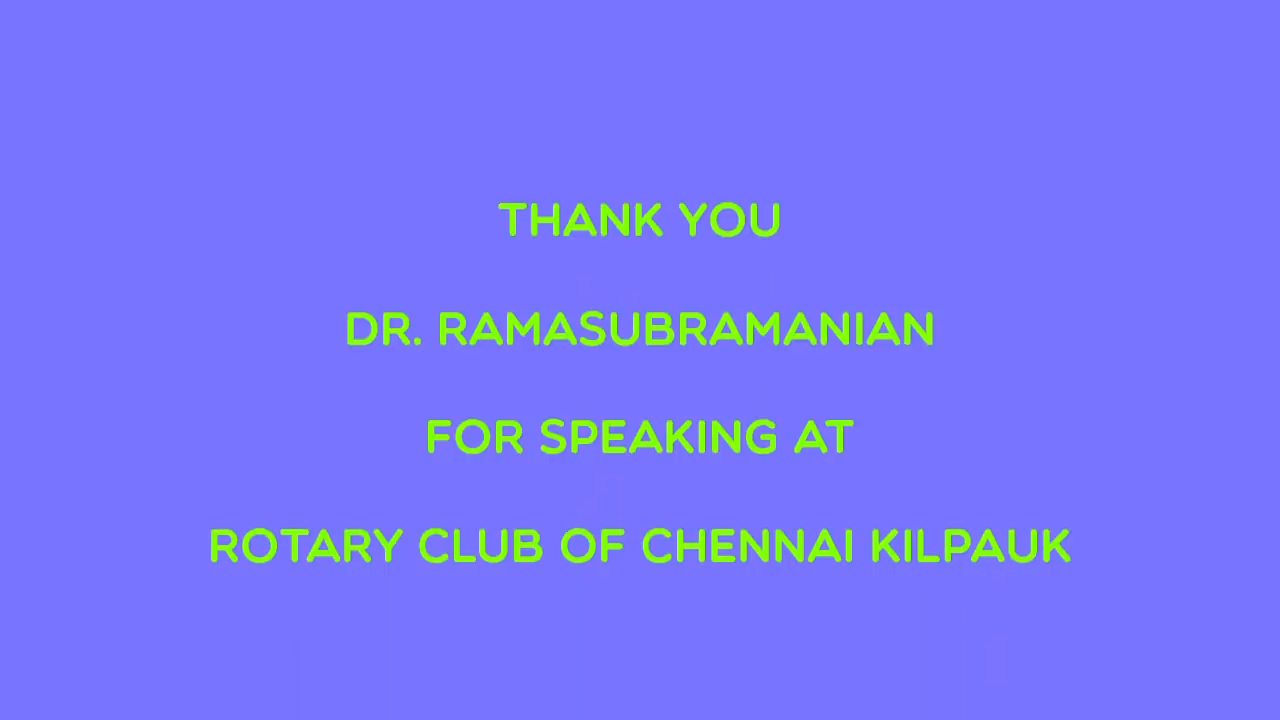 THANK YOU
DR. RAMASUBRAMANIAN
FOR SPEAKING AT
ROTARY CLUB OF CHENNAI KILPAUK